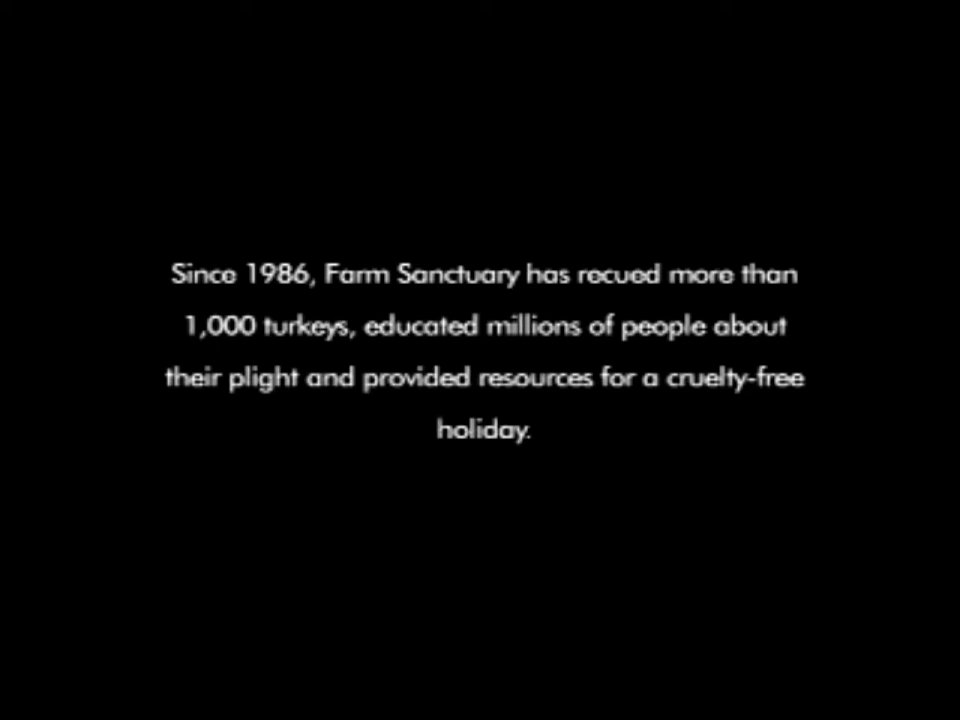 Since 1986, Farm Sanctuary has recued more than
1,000 turkeys, educated millions of people about
their plight and provided resources for a cruelty-free
holiday.